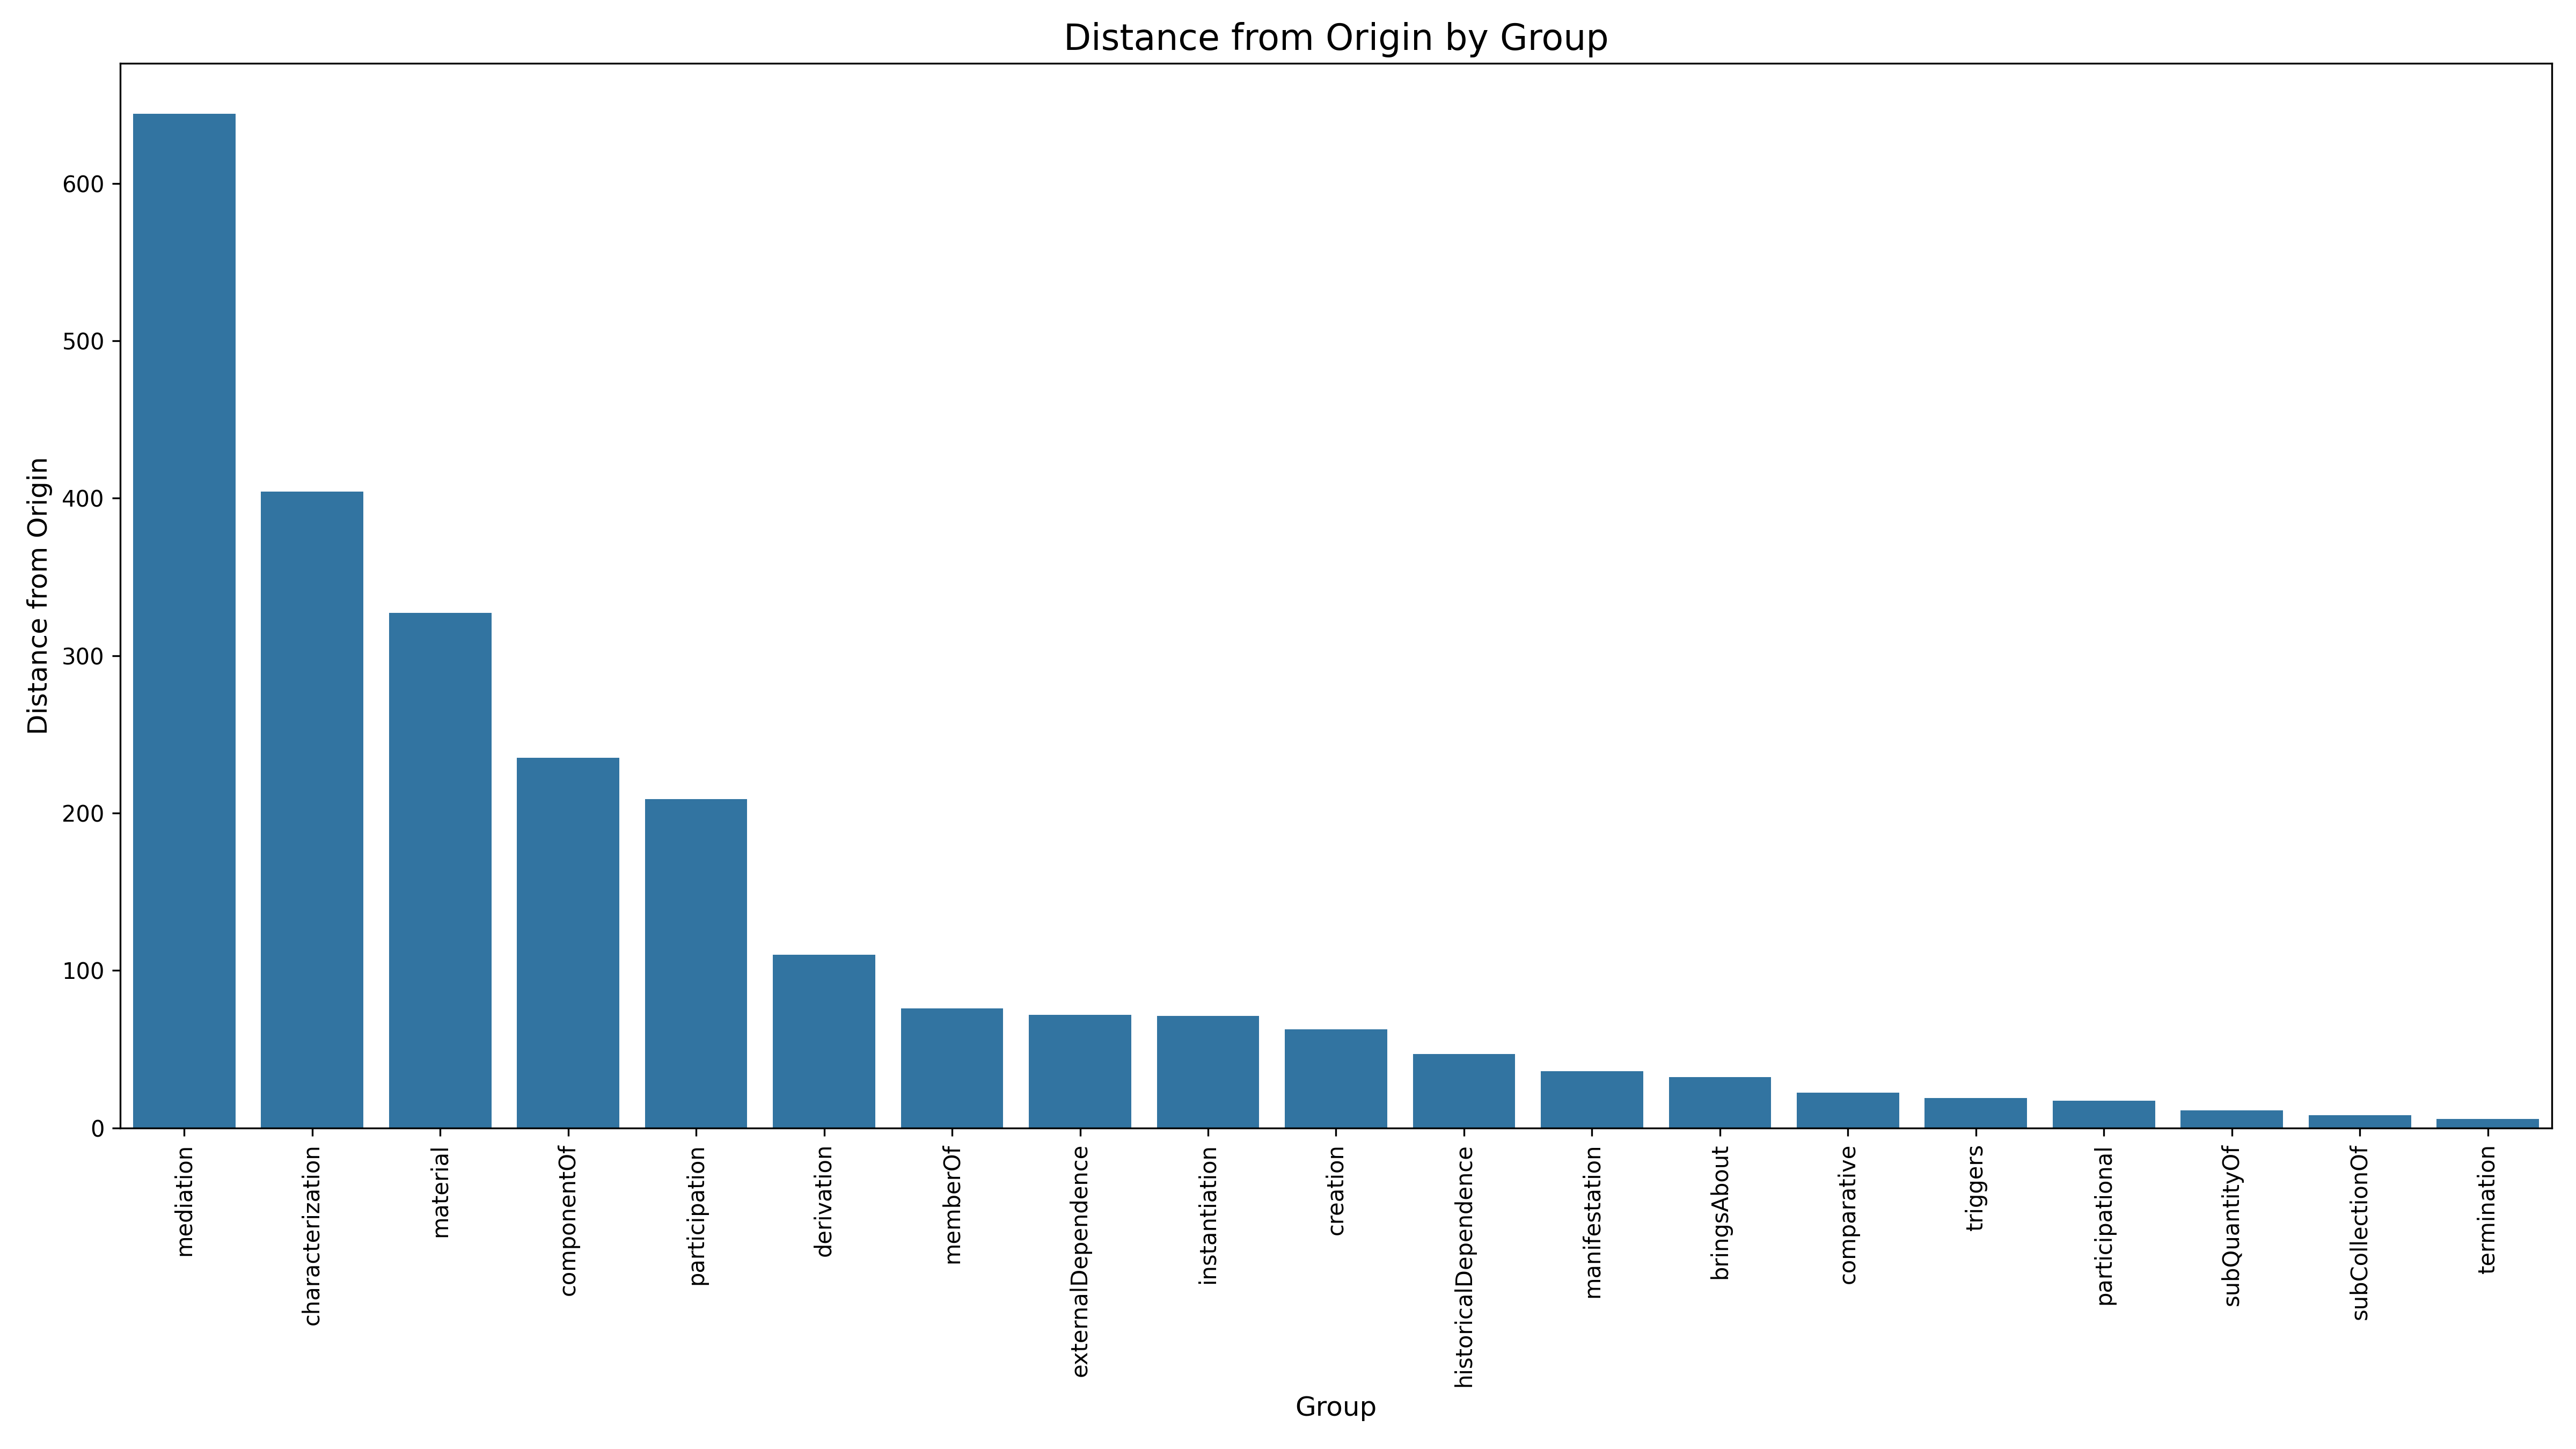 Distance from Origin by Group
Distance from Origin
600
500
400
300
200
100
0
mediation
characterization
material
componentOf
participation
derivation
memberOf
externalDependence
instantiation
creation
historicalDependence
manifestation
bringsAbout
comparative
triggers
participational
subQuantityOf
subCollectionOf
termination
Group